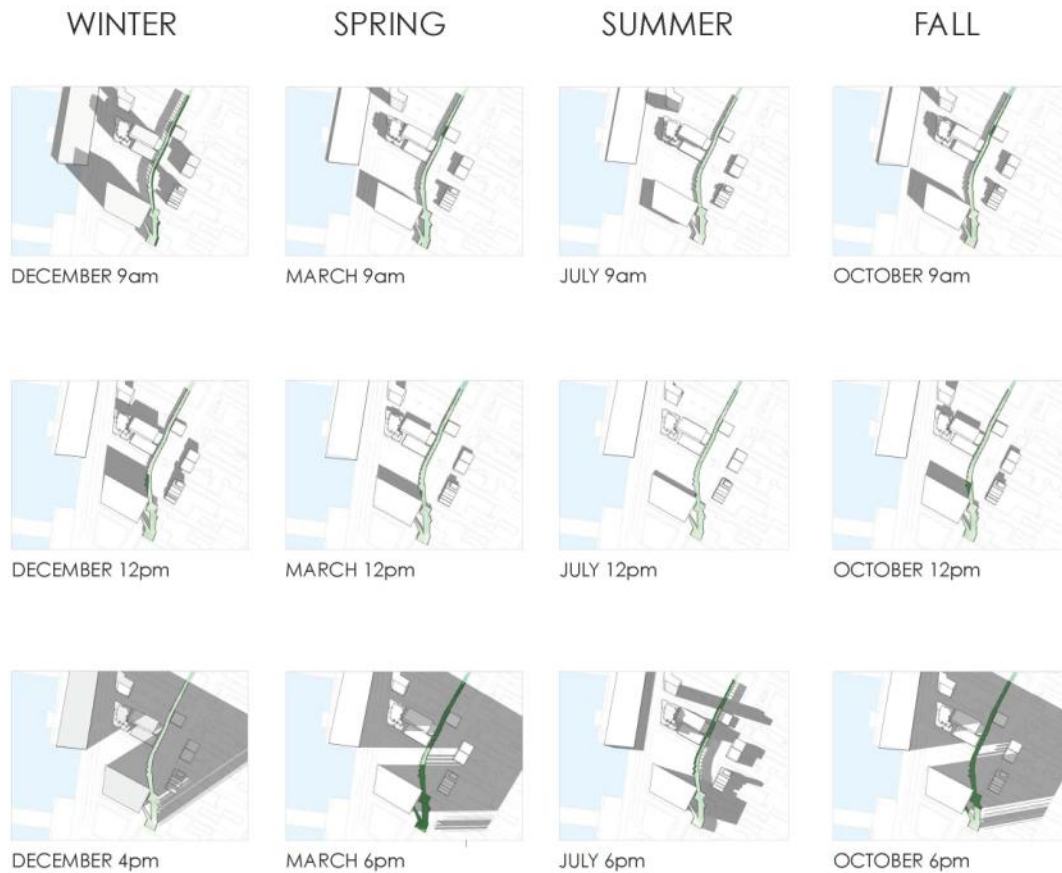 WINTER SPRING SUMMER FALL
DECEMBER 9am MARCH 9am JULY 9am OCTOBER 9am
DECEMBER 12pm MARCH 12pm JULY 12pm OCTOBER 12pm
DECEMBER 4pm MARCH 6pm JULY 6pm OCTOBER 6pm